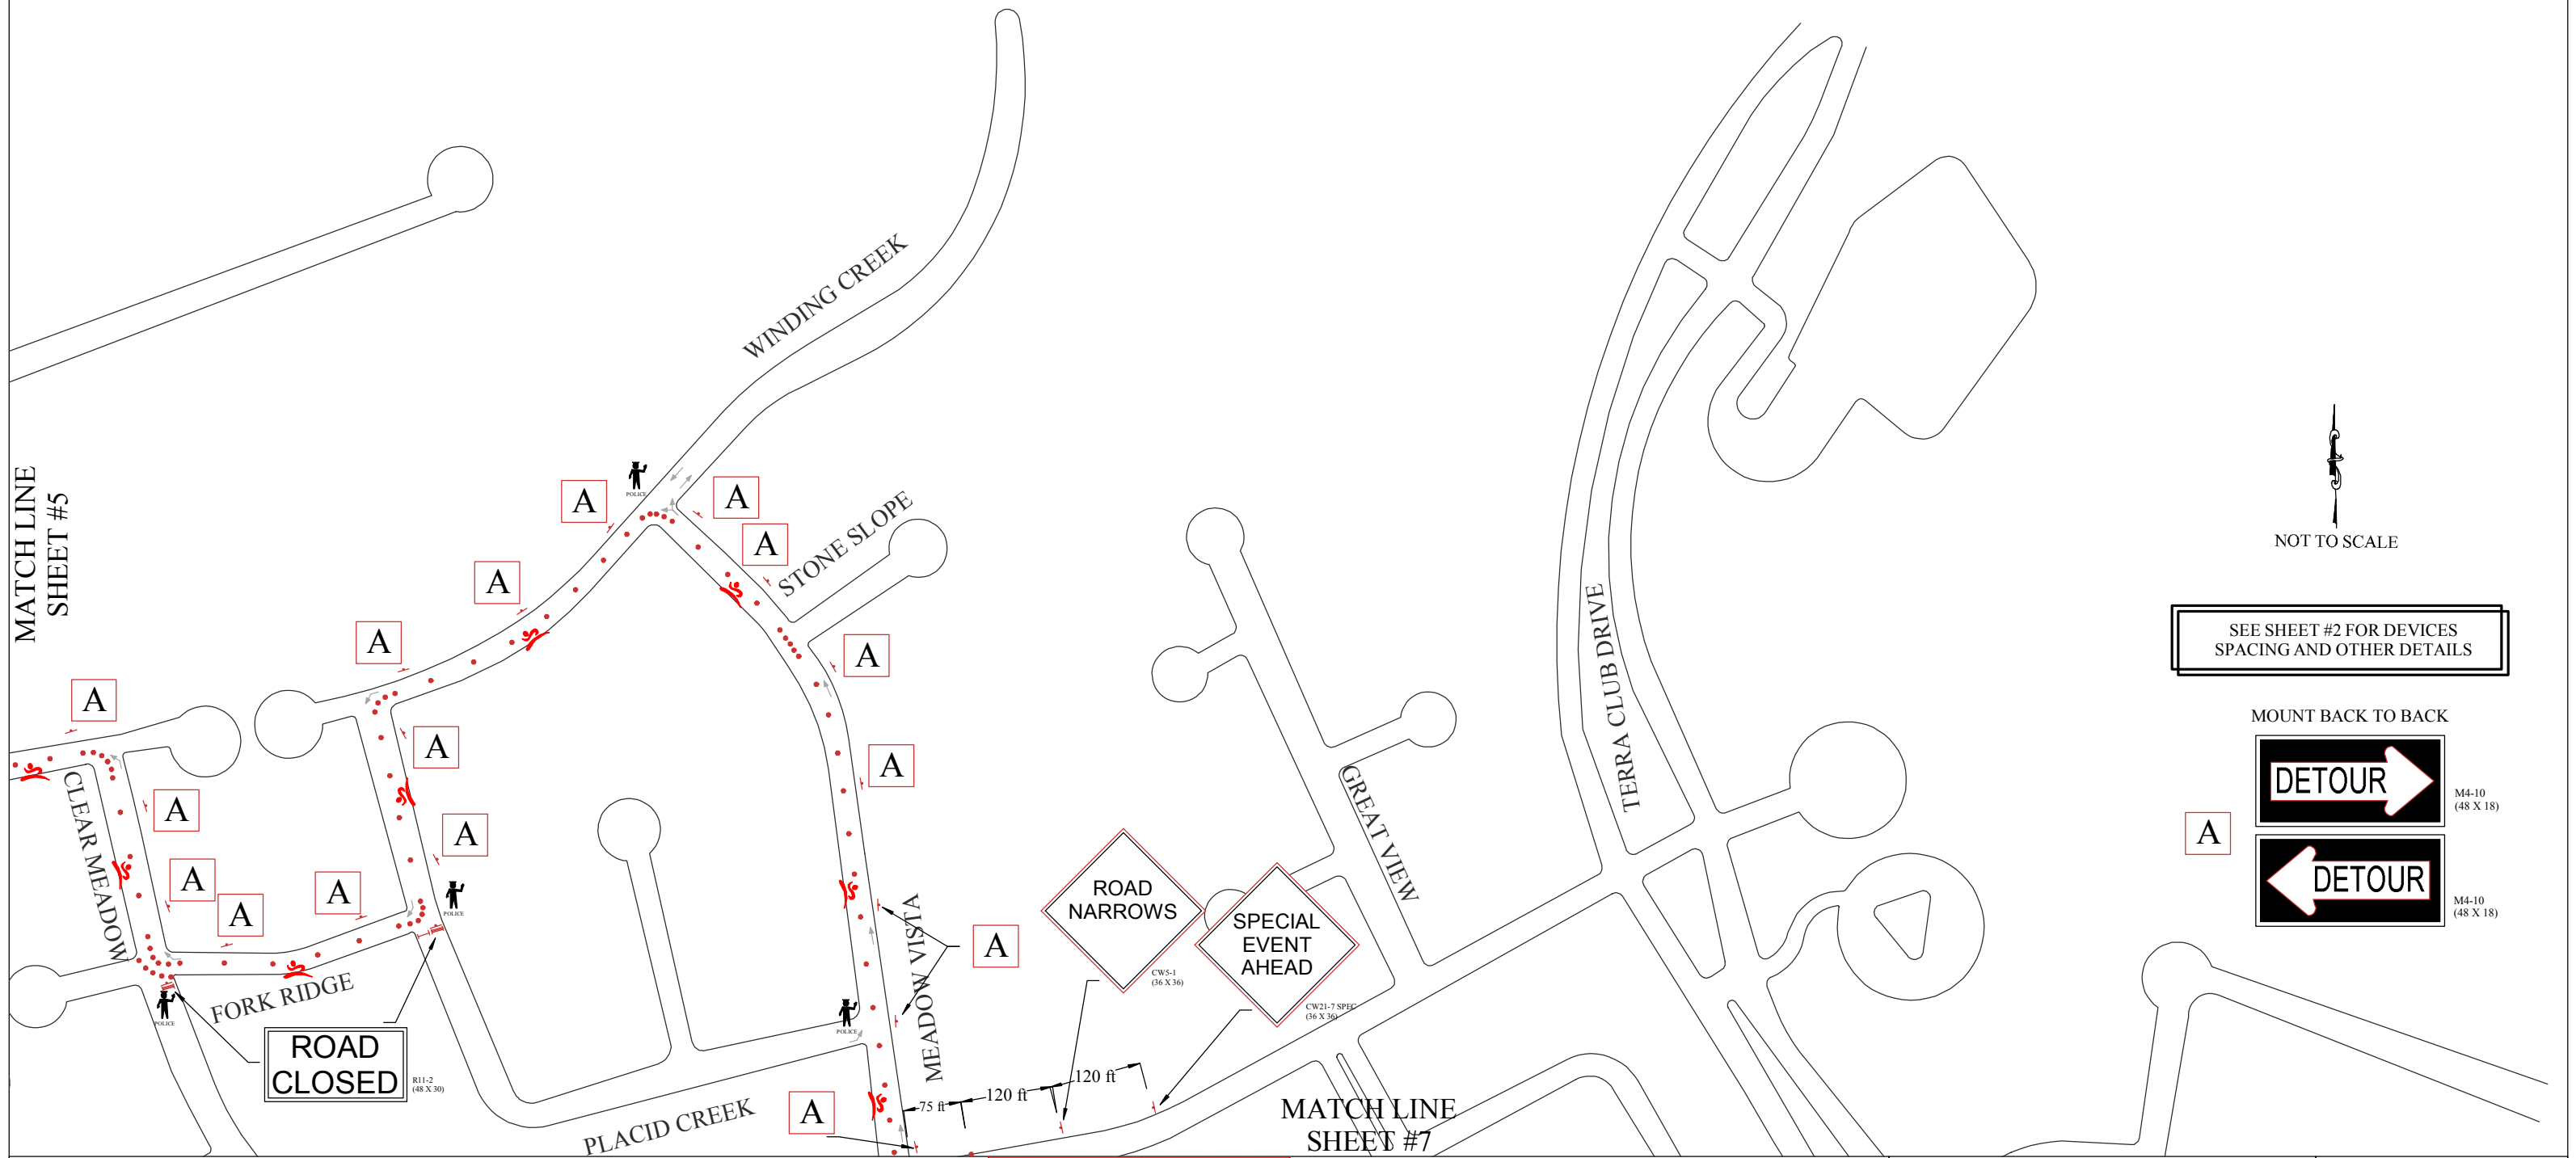 WINDING CREEK
MATCH LINE
SHEET #5
POLICE
A
A
STONE SLOPE
A
A
NOT TO SCALE
TERRA CLUB DRIVE
SEE SHEET #2 FOR DEVICES
SPACING AND OTHER DETAILS
A
A
A
MOUNT BACK TO BACK
DETOUR
M4-10
(48 X 18)
A
DETOUR
M4-10
(48 X 18)
A
A
CLEAR MEADOW
A
A
GREAT VIEW
A
A
A
POLICE
A
ROAD
NARROWS
CW5-1
(36 X 36)
SPECIAL
EVENT
AHEAD
CW21-7 SPEC
(36 X 36)
MEADOW VISTA
A
POLICE
FORK RIDGE
POLICE
ROAD
CLOSED
R11-2
(48 X 30)
PLACID CREEK
A
75 ft
120 ft
120 ft
MATCH LINE
SHEET #7